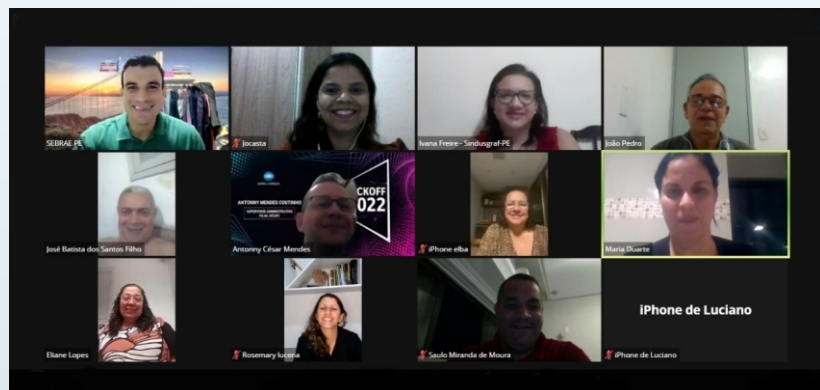 SEBRAE PE
Jocasta
Ivana Freire - Sindusgraf-PE
João Pedro
CKOFF
022
ANTONNY MENDES COUTINHO
SUPERVISOR ADMINISTRATIVO
José Batista dos Santos Filho
Antonny César Mendes
iPhone elba
Maria Duarte
iPhone de Luciano
Eliane Lopes
Rosemary lucena
Saulo Miranda de Moura
iPhone de Luciano